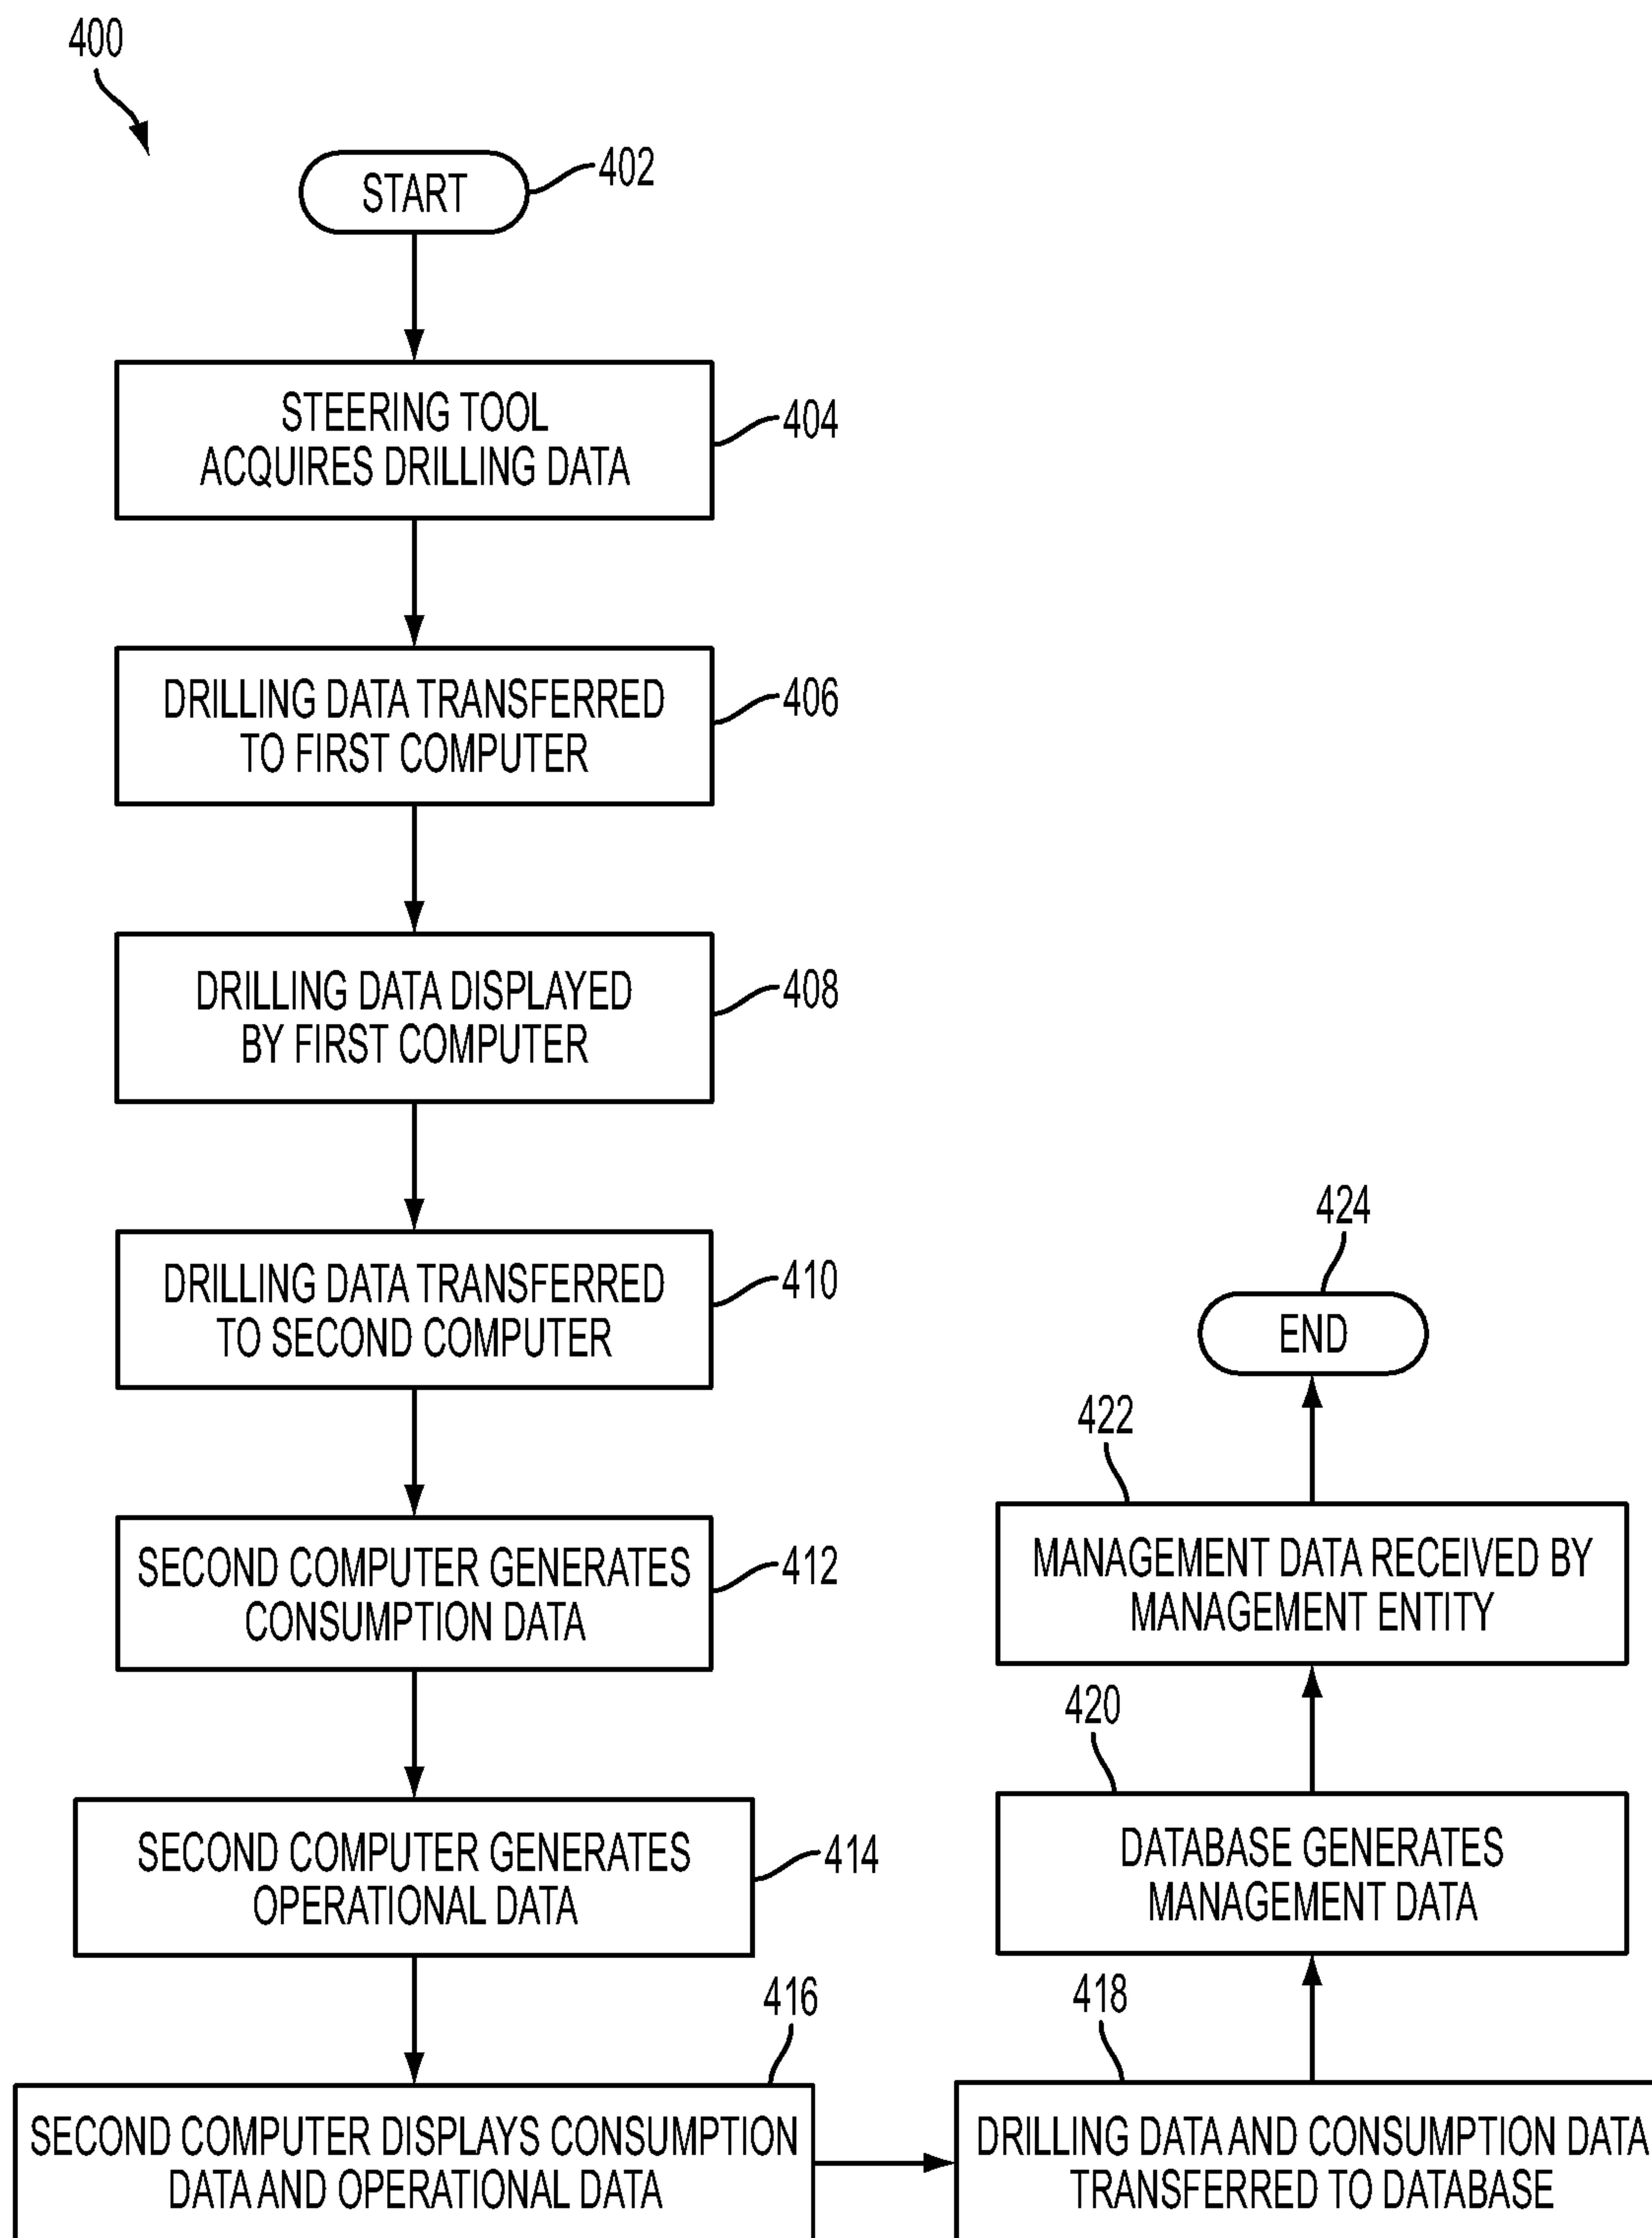 400
START
402
STEERING TOOL
ACQUIRES DRILLING DATA
404
DRILLING DATA TRANSFERRED
TO FIRST COMPUTER
406
DRILLING DATA DISPLAYED
BY FIRST COMPUTER
408
DRILLING DATA TRANSFERRED
TO SECOND COMPUTER
410
SECOND COMPUTER GENERATES
CONSUMPTION DATA
412
SECOND COMPUTER GENERATES
OPERATIONAL DATA
414
416
SECOND COMPUTER DISPLAYS CONSUMPTION
DATA AND OPERATIONAL DATA
418
DRILLING DATA AND CONSUMPTION DATA
TRANSFERRED TO DATABASE
420
DATABASE GENERATES
MANAGEMENT DATA
422
MANAGEMENT DATA RECEIVED BY
MANAGEMENT ENTITY
424
END